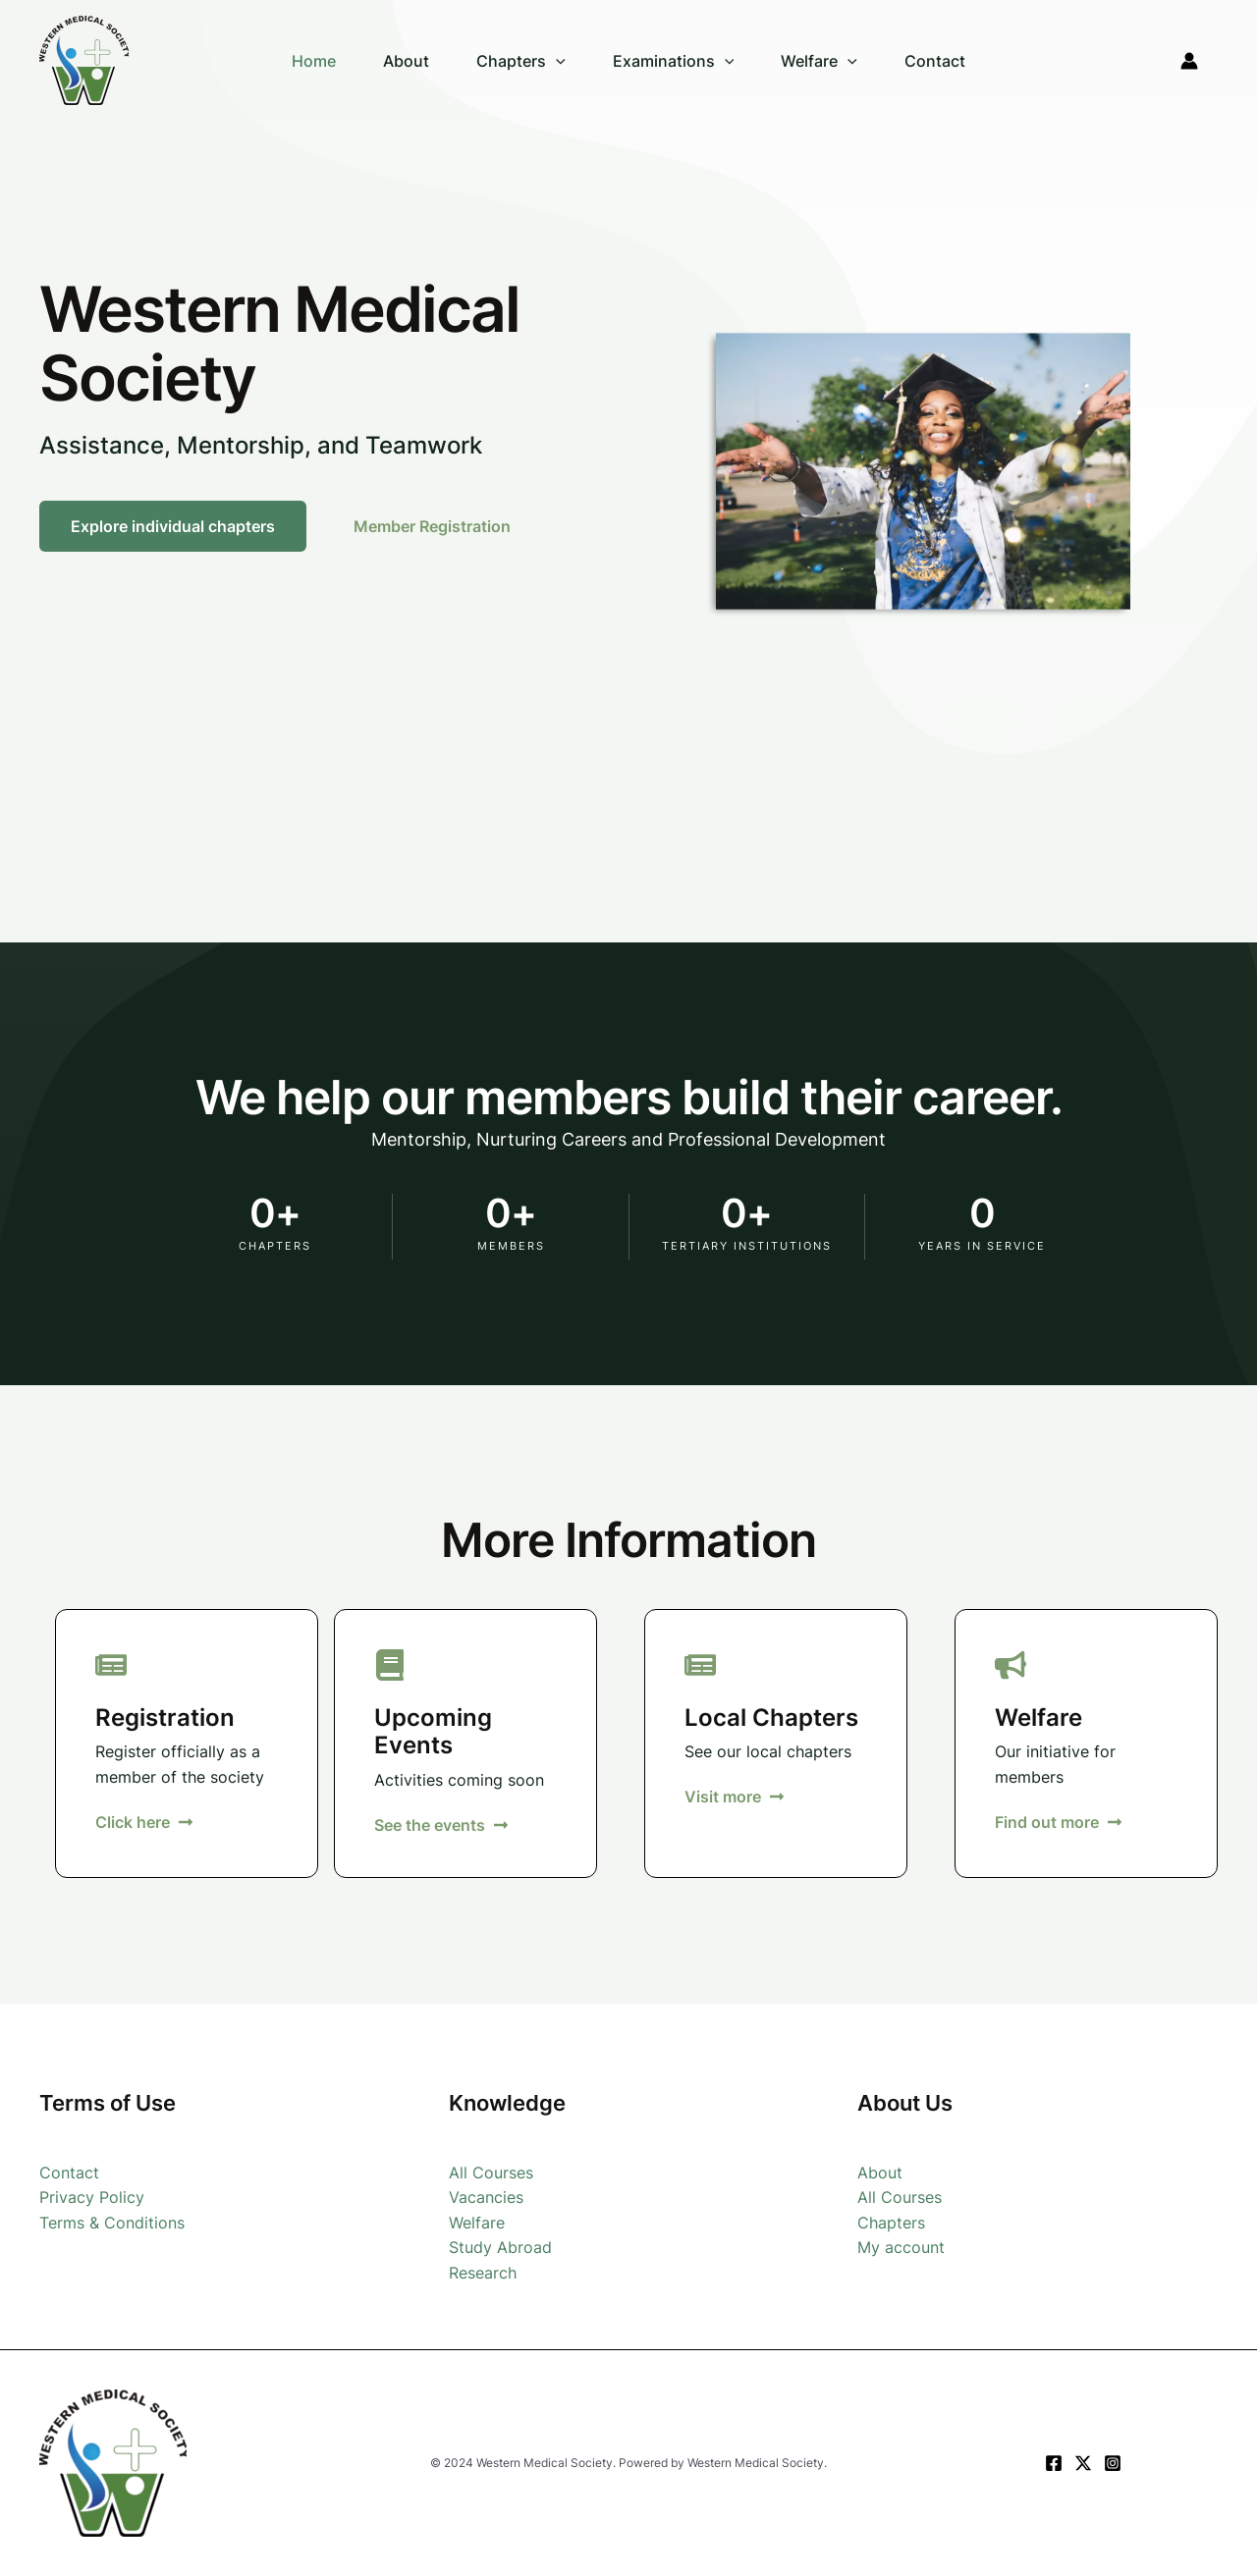 WESTERN MEDICAL SOCIETY
Home
About
Chapters
Examinations
Welfare
Contact
Western Medical
Society
Assistance, Mentorship, and Teamwork
Explore individual chapters
Member Registration
We help our members build their career.
Mentorship, Nurturing Careers and Professional Development
0+
CHAPTERS
0+
MEMBERS
0+
TERTIARY INSTITUTIONS
0
YEARS IN SERVICE
More Information
Registration
Register officially as a
member of the society
Click here
Upcoming
Events
Activities coming soon
See the events
Local Chapters
See our local chapters
Visit more
Welfare
Our initiative for
members
Find out more
Terms of Use
Contact
Privacy Policy
Terms & Conditions
Knowledge
All Courses
Vacancies
Welfare
Study Abroad
Research
About Us
About
All Courses
Chapters
My account
WESTERN MEDICAL SOCIETY
© 2024 Western Medical Society. Powered by Western Medical Society.